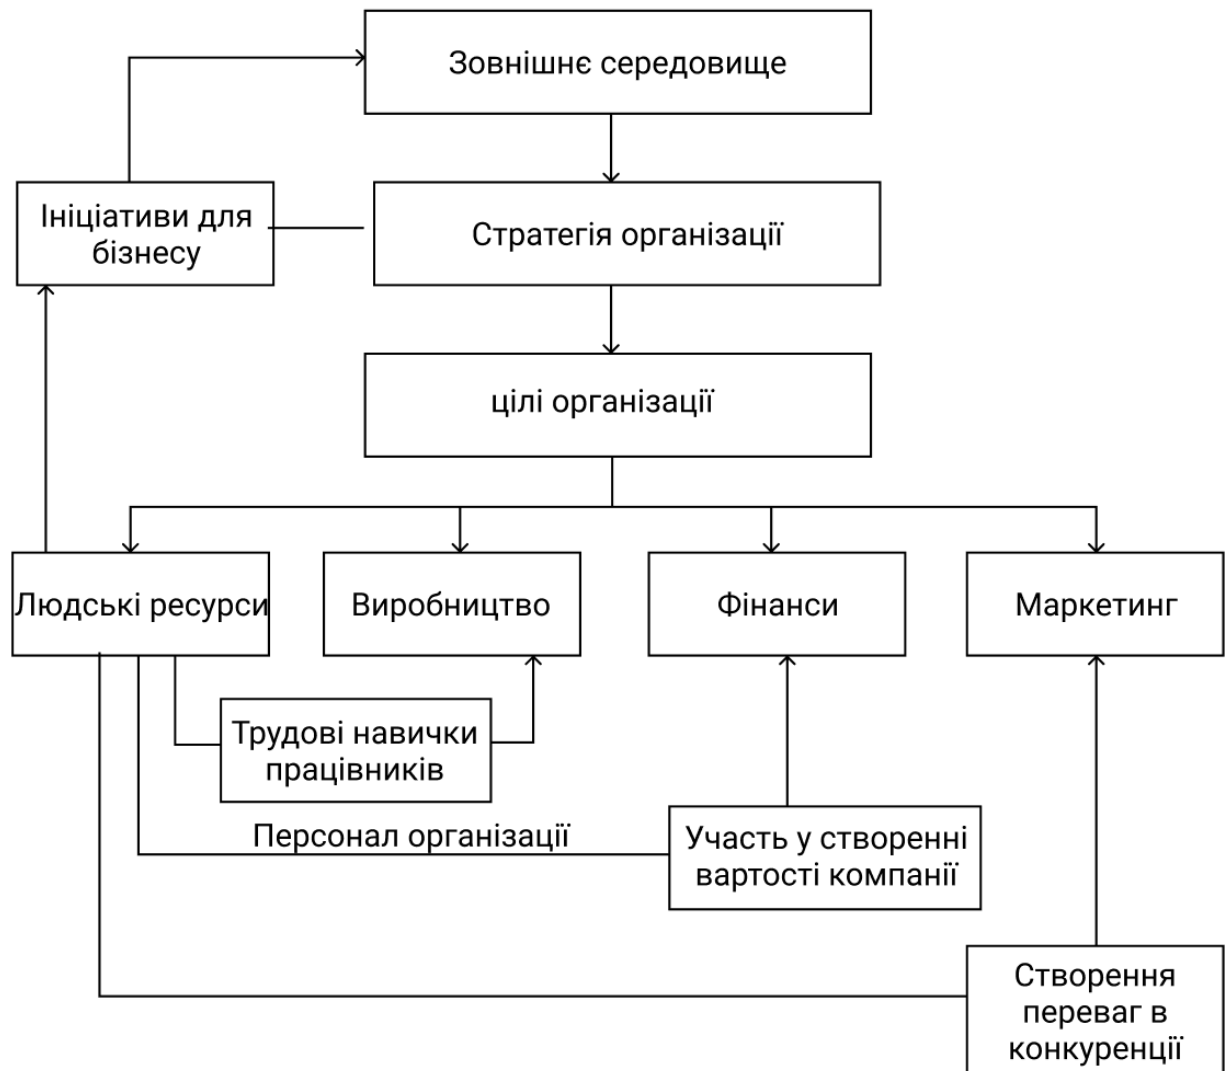 Зовнішнє середовище
Ініціативи для
бізнесу
Стратегія організації
цілі організації
Людські ресурси
Виробництво
Фінанси
Маркетинг
Трудові навички
працівників
Персонал організації
Участь у створенні
вартості компанії
Створення
переваг в
конкуренції